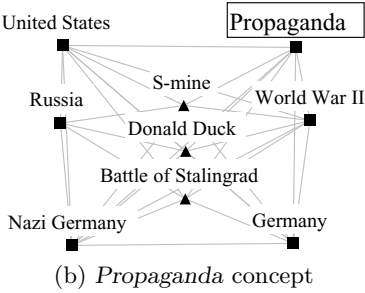 United States
Propaganda
S-mine
Russia
World War II
Donald Duck
Battle of Stalingrad
Nazi Germany
Germany
(b) Propaganda concept